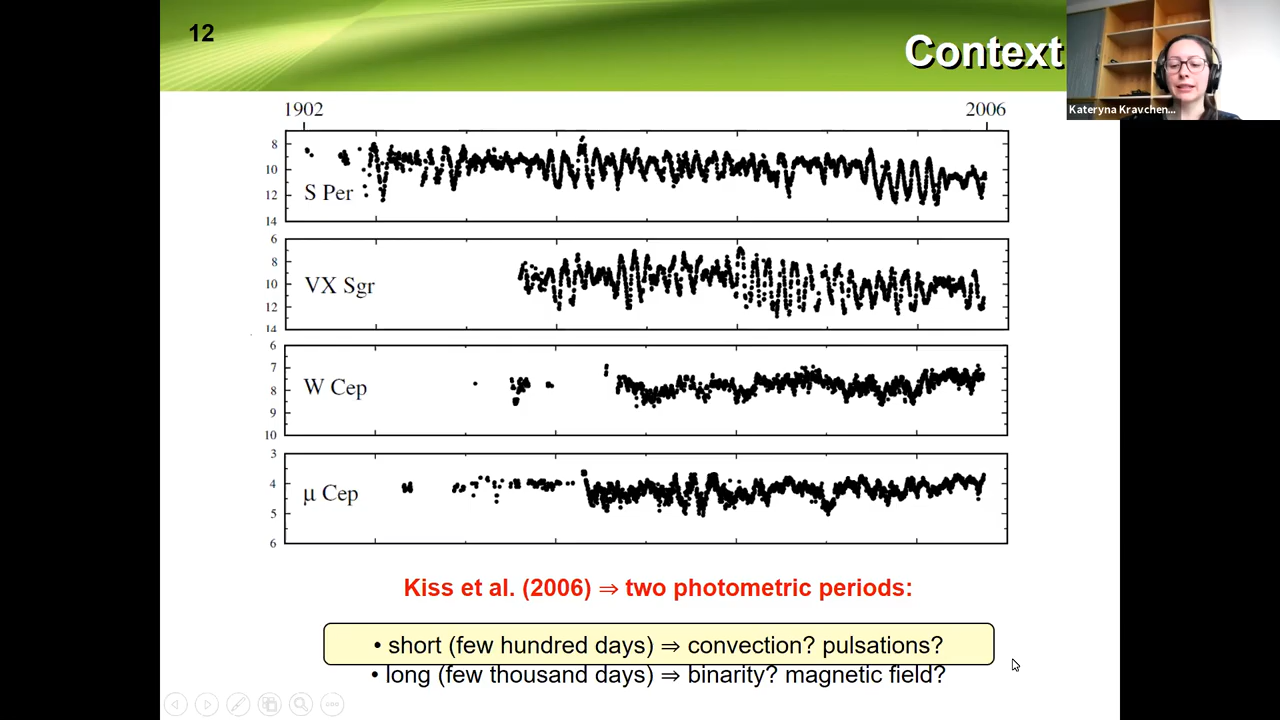 12
Context
Kateryna Kravchen...
1902
2006
8
10
12
14
S Per
6
8
10
12
14
VX Sgr
6
7
8
9
10
W Cep
3
4
5
6
μ Cep
Kiss et al. (2006) ⇒ two photometric periods:
• short (few hundred days) ⇒ convection? pulsations?
• long (few thousand days) ⇒ binarity? magnetic field?